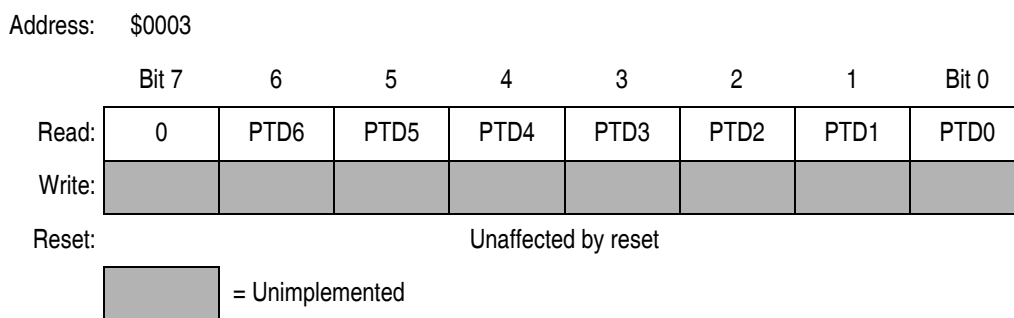 Address: $0003
Bit 7 6 5 4 3 2 1 Bit 0
Read: 0 PTD6 PTD5 PTD4 PTD3 PTD2 PTD1 PTD0
Write:
Reset: Unaffected by reset
= Unimplemented